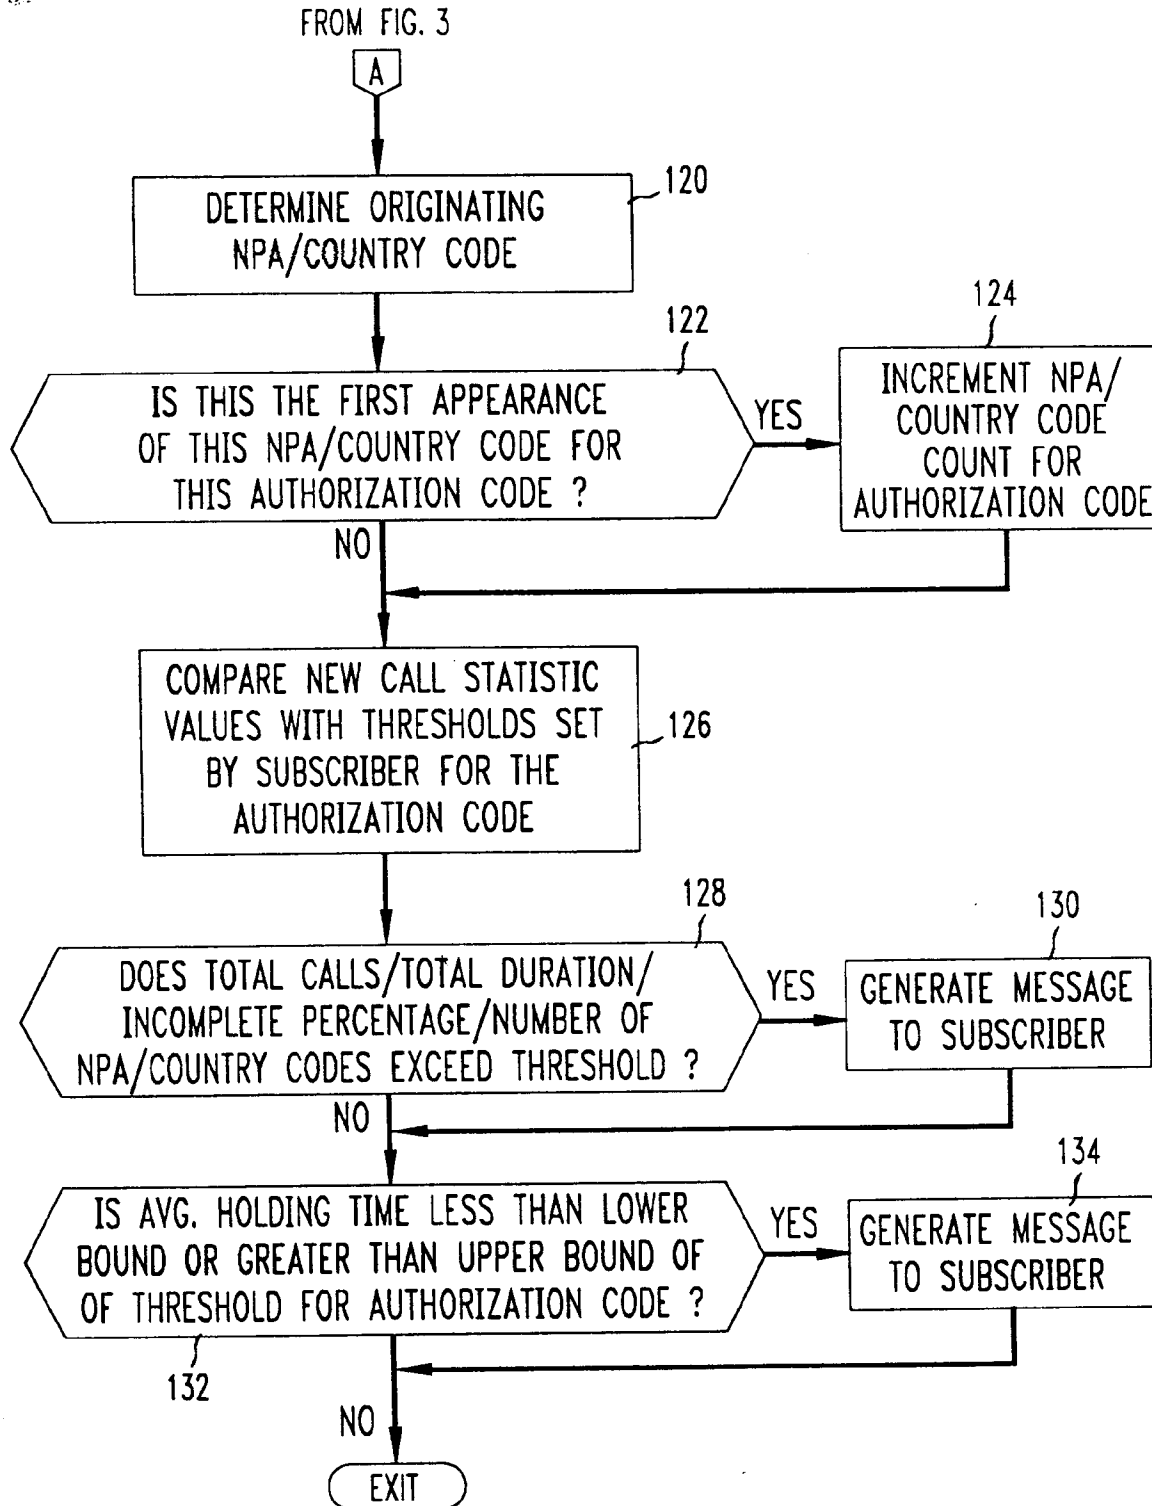 FROM FIG. 3
A
DETERMINE ORIGINATING
NPA/COUNTRY CODE
120
122
IS THIS THE FIRST APPEARANCE
OF THIS NPA/COUNTRY CODE FOR
THIS AUTHORIZATION CODE ?
YES
124
INCREMENT NPA/
COUNTRY CODE
COUNT FOR
AUTHORIZATION CODE
NO
COMPARE NEW CALL STATISTIC
VALUES WITH THRESHOLDS SET
BY SUBSCRIBER FOR THE
AUTHORIZATION CODE
126
128
DOES TOTAL CALLS/TOTAL DURATION/
INCOMPLETE PERCENTAGE/NUMBER OF
NPA/COUNTRY CODES EXCEED THRESHOLD ?
YES
130
GENERATE MESSAGE
TO SUBSCRIBER
NO
IS AVG. HOLDING TIME LESS THAN LOWER
BOUND OR GREATER THAN UPPER BOUND OF
OF THRESHOLD FOR AUTHORIZATION CODE ?
132
YES
134
GENERATE MESSAGE
TO SUBSCRIBER
NO
EXIT